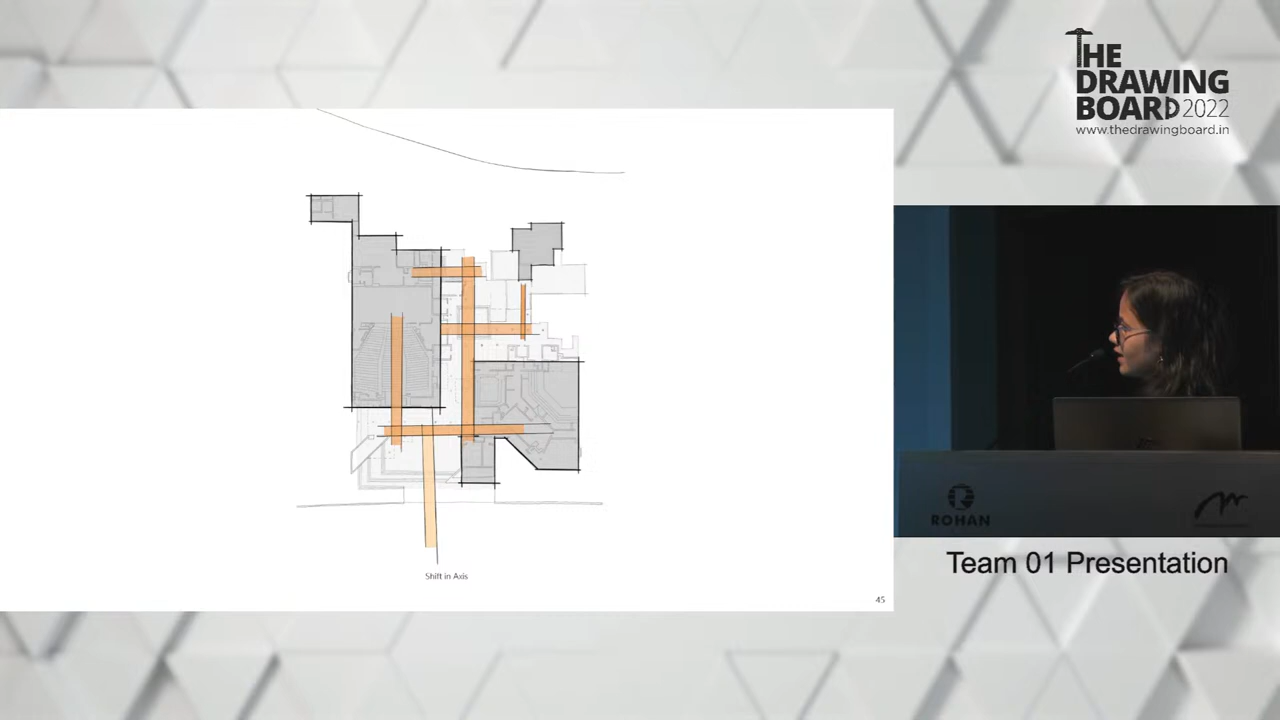 THE
DRAWING
BOARD 2022
www.thedrawingboard.in
ROHAN
Team 01 Presentation
Shift in Axis
45